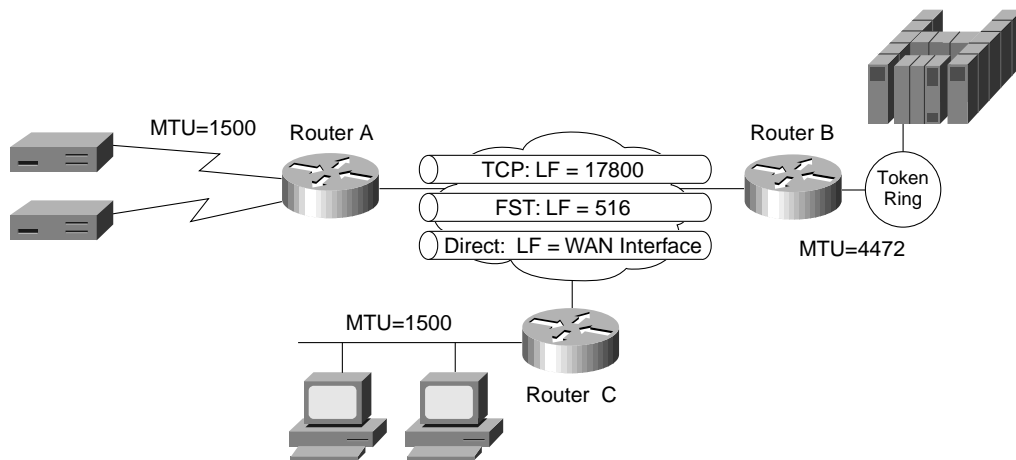 MTU=1500
Router A
Router B
TCP: LF = 17800
FST: LF = 516
Direct: LF = WAN Interface
Token
Ring
MTU=4472
MTU=1500
Router C